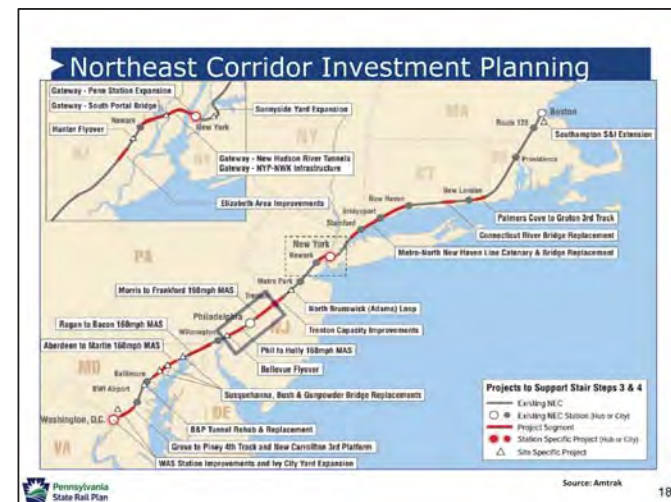 Northeast Corridor Investment Planning
Gateway - Penn Station Expansion
Gateway - South Portal Bridge
Newark
Hunter Flyover
NJ
New York
NY
Sunnyside Yard Expansion
Gateway - New Hudson River Tunnels
Gateway - NYP-NWK Infrastructure
Elizabeth Area Improvements
NY
MA
CT
PA
NJ
MD
DE
VA
Boston
Route 128
Southampton S&I Extension
Providence
New London
New Haven
Bridgeport
Stamford
Palmers Cove to Groton 3rd Track
Connecticut River Bridge Replacement
Metro-North New Haven Line Catenary & Bridge Replacement
New York
Newark
Metro Park
Morris to Frankford 160mph MAS
Trenton
North Brunswick (Adams) Loop
Philadelphia
Trenton Capacity Improvements
Ragan to Bacon 160mph MAS
Wilmington
Phil to Holly 160mph MAS
Aberdeen to Martin 160mph MAS
Bellevue Flyover
Baltimore
Susquehanna, Bush & Gunpowder Bridge Replacements
BWI Airport
Washington, D.C.
B&P Tunnel Rehab & Replacement
Grove to Piney 4th Track and New Carrollton 3rd Platform
WAS Station Improvements and Ivy City Yard Expansion
Projects to Support Stair Steps 3 & 4
Existing NEC
Existing NEC Station (Hub or City)
Project Segment
Station Specific Project (Hub or City)
Site Specific Project
Pennsylvania
State Rail Plan
Source: Amtrak
18